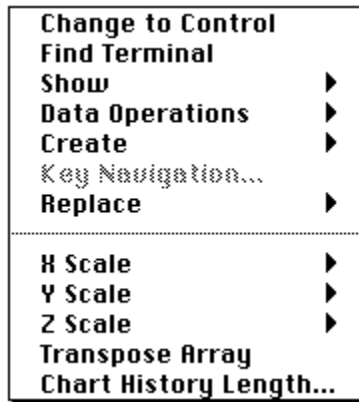 Change to Control
Find Terminal
Show
Data Operations
Create
Key Navigation...
Replace
X Scale
Y Scale
Z Scale
Transpose Array
Chart History Length...